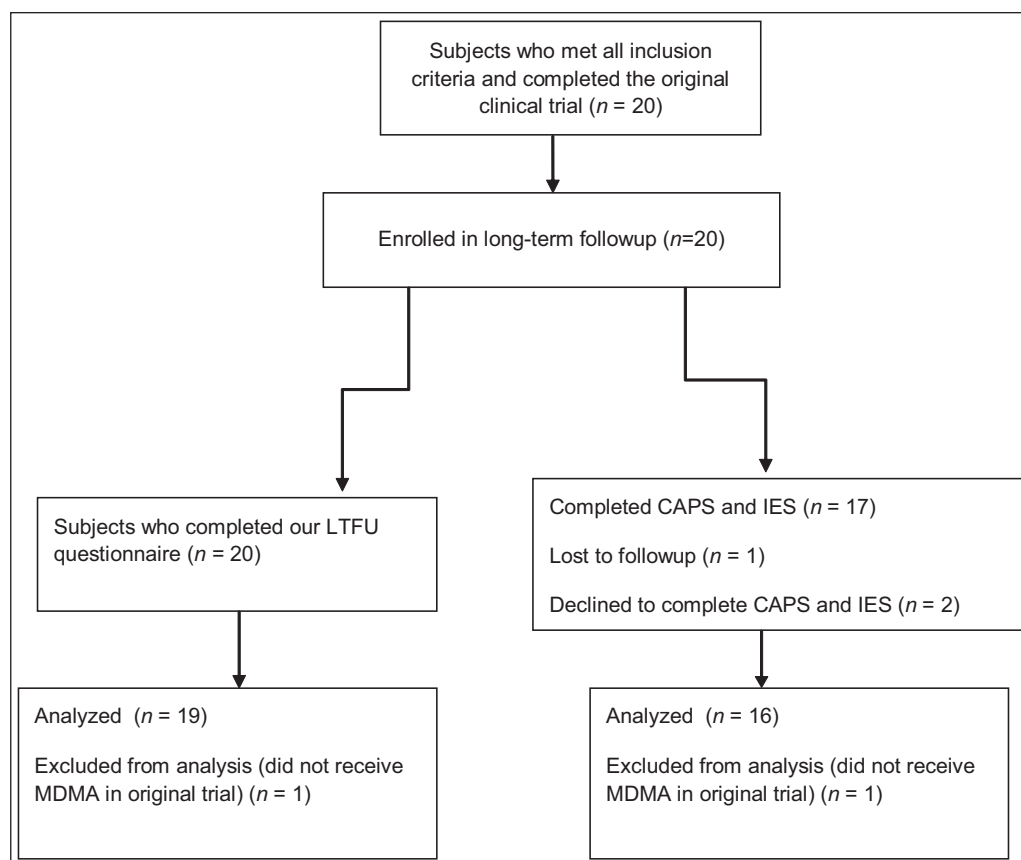 Subjects who met all inclusion
criteria and completed the original
clinical trial (n = 20)
Enrolled in long-term followup (n=20)
Subjects who completed our LTFU
questionnaire (n = 20)
Completed CAPS and IES (n = 17)
Lost to followup (n = 1)
Declined to complete CAPS and IES (n = 2)
Analyzed (n = 19)
Excluded from analysis (did not receive
MDMA in original trial) (n = 1)
Analyzed (n = 16)
Excluded from analysis (did not receive
MDMA in original trial) (n = 1)